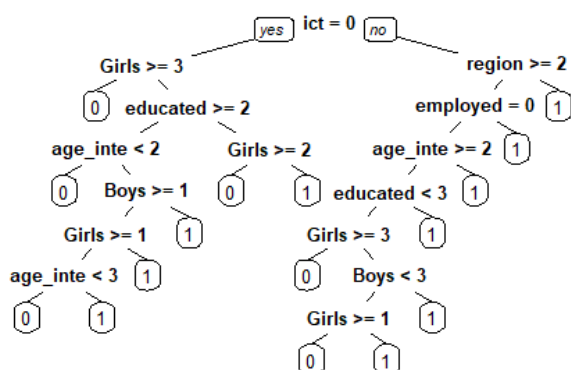 yes ict = 0 no
Girls >= 3 region >= 2
0 educated >= 2 employed = 0 1
age_inte < 2 Girls >= 2 age_inte >= 2 1
0 Boys >= 1 0 1 educated < 3 1
Girls >= 1 1 Girls >= 3 1
age_inte < 3 1 0 Boys < 3
0 1 Girls >= 1 1
0 1